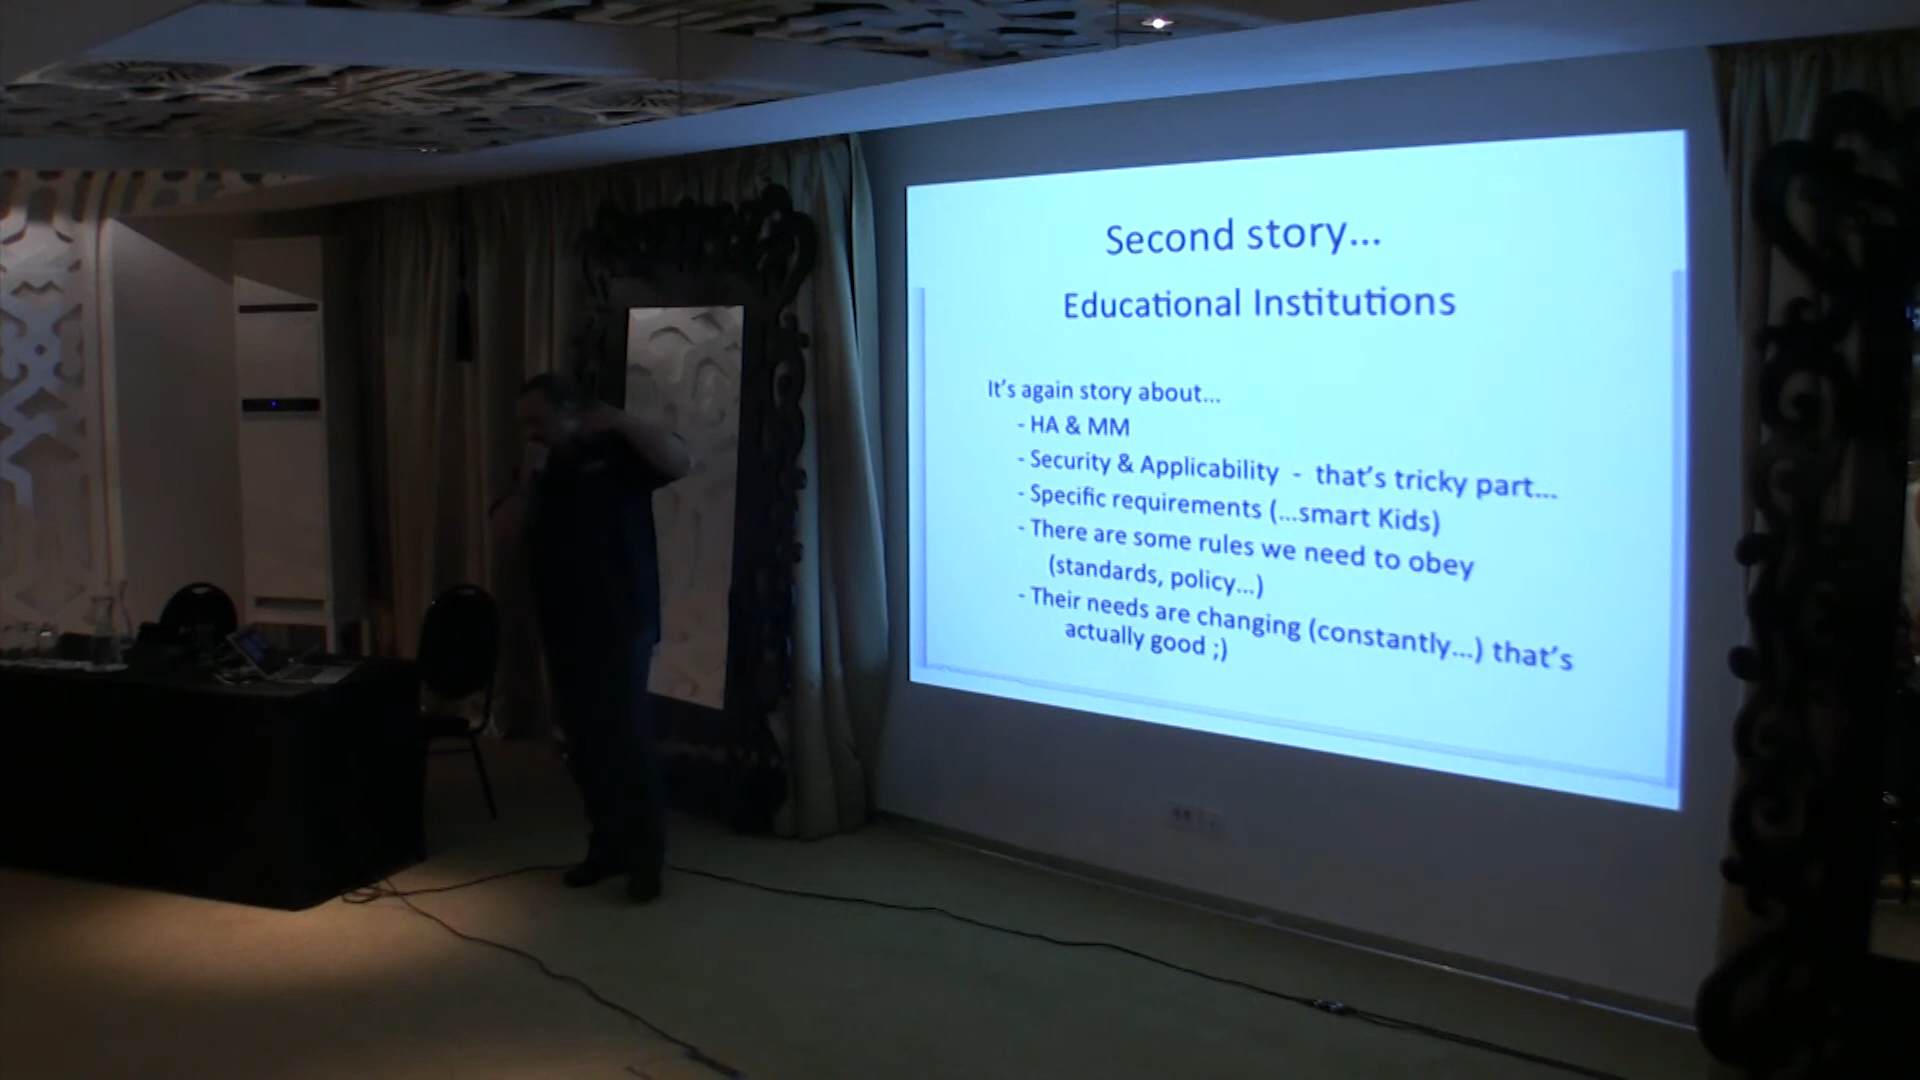 Second story...
Educational Institutions
It's again story about...
- HA & MM
- Security & Applicability - that's tricky part...
- Specific requirements (...smart Kids)
- There are some rules we need to obey
(standards, policy...)
- Their needs are changing (constantly...) that's
actually good ;)